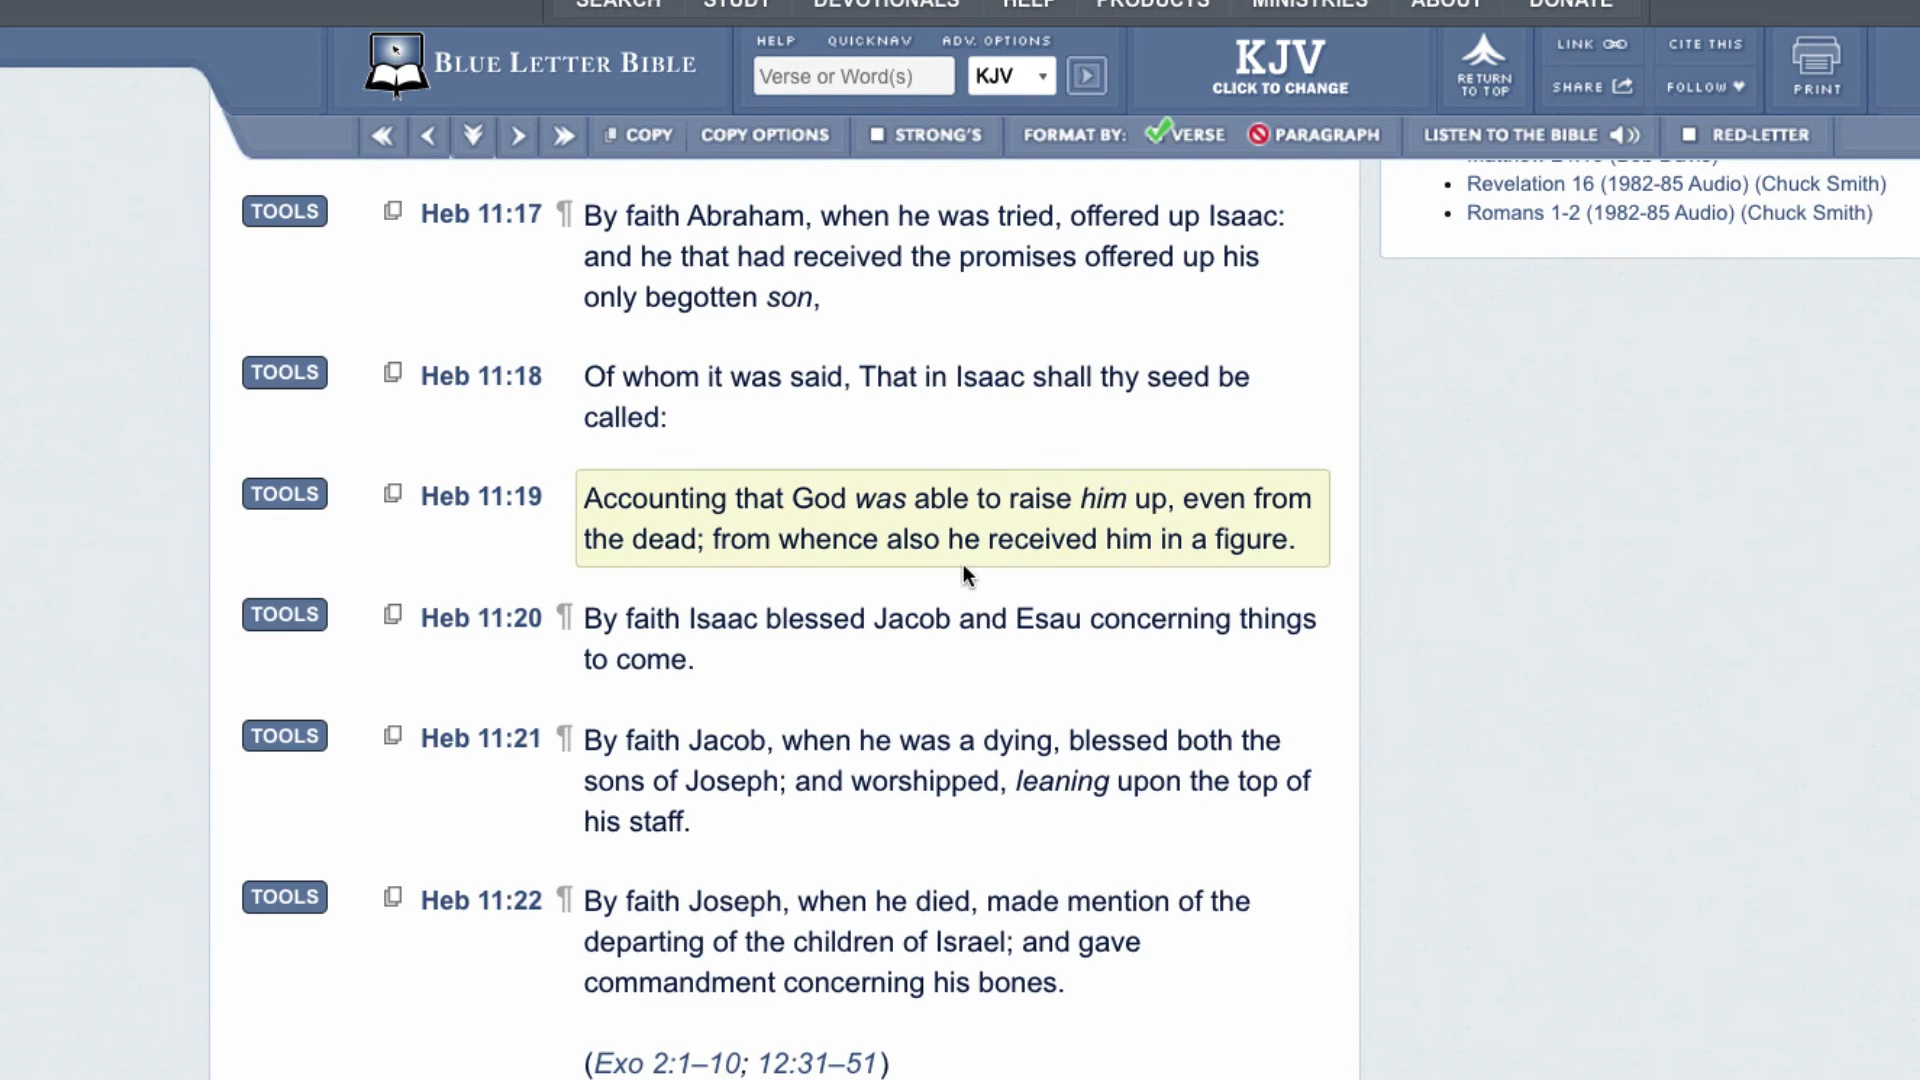 SEARCH STUDY DEVOTIONALS HELP PRODUCTS MINISTRIES ABOUT DONATE
BLUE LETTER BIBLE
HELP QUICKNAV ADV. OPTIONS
Verse or Word(s) KJV
KJV
CLICK TO CHANGE
RETURN
TO TOP
LINK
SHARE
CITE THIS
FOLLOW
PRINT
COPY COPY OPTIONS STRONG'S FORMAT BY: VERSE PARAGRAPH LISTEN TO THE BIBLE RED-LETTER
Revelation 16 (1982-85 Audio) (Chuck Smith)
Romans 1-2 (1982-85 Audio) (Chuck Smith)
TOOLS Heb 11:17 ¶ By faith Abraham, when he was tried, offered up Isaac:
and he that had received the promises offered up his
only begotten son,
TOOLS Heb 11:18 Of whom it was said, That in Isaac shall thy seed be
called:
TOOLS Heb 11:19 Accounting that God was able to raise him up, even from
the dead; from whence also he received him in a figure.
TOOLS Heb 11:20 ¶ By faith Isaac blessed Jacob and Esau concerning things
to come.
TOOLS Heb 11:21 ¶ By faith Jacob, when he was a dying, blessed both the
sons of Joseph; and worshipped, leaning upon the top of
his staff.
TOOLS Heb 11:22 ¶ By faith Joseph, when he died, made mention of the
departing of the children of Israel; and gave
commandment concerning his bones.
(Exo 2:1–10; 12:31–51)